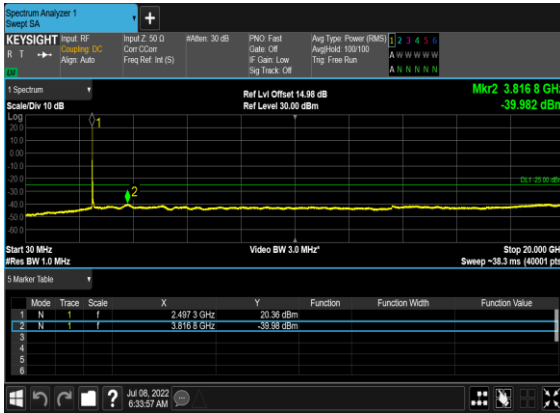 Spectrum Analyzer 1
Swept SA
+
KEYSIGHT
R T
LXI
Input: RF
Coupling: DC
Align: Auto
Input Z: 50 Ω
Corr CCorr
Freq Ref: Int (S)
#Atten: 30 dB
PNO: Fast
Gate: Off
IF Gain: Low
Sig Track: Off
Avg Type: Power (RMS)
Avg|Hold: 100/100
Trig: Free Run
1 2 3 4 5 6
A W W W W W
A N N N N N
1 Spectrum
Scale/Div 10 dB
Ref Lvl Offset 14.98 dB
Ref Level 30.00 dBm
Mkr2 3.816 8 GHz
-39.982 dBm
Log
20.0
10.0
0.00
-10.0
-20.0
-30.0
-40.0
-50.0
-60.0
1
2
DL1 -25.00 dBm
Start 30 MHz
#Res BW 1.0 MHz
Video BW 3.0 MHz*
Stop 20.000 GH
Sweep ~38.3 ms (40001 pts
5 Marker Table
Mode Trace Scale X Y Function Function Width Function Value
1 N 1 f 2.497 3 GHz 20.36 dBm
2 N 1 f 3.816 8 GHz -39.98 dBm
3
4
5
6
?
Jul 08, 2022
6:33:57 AM